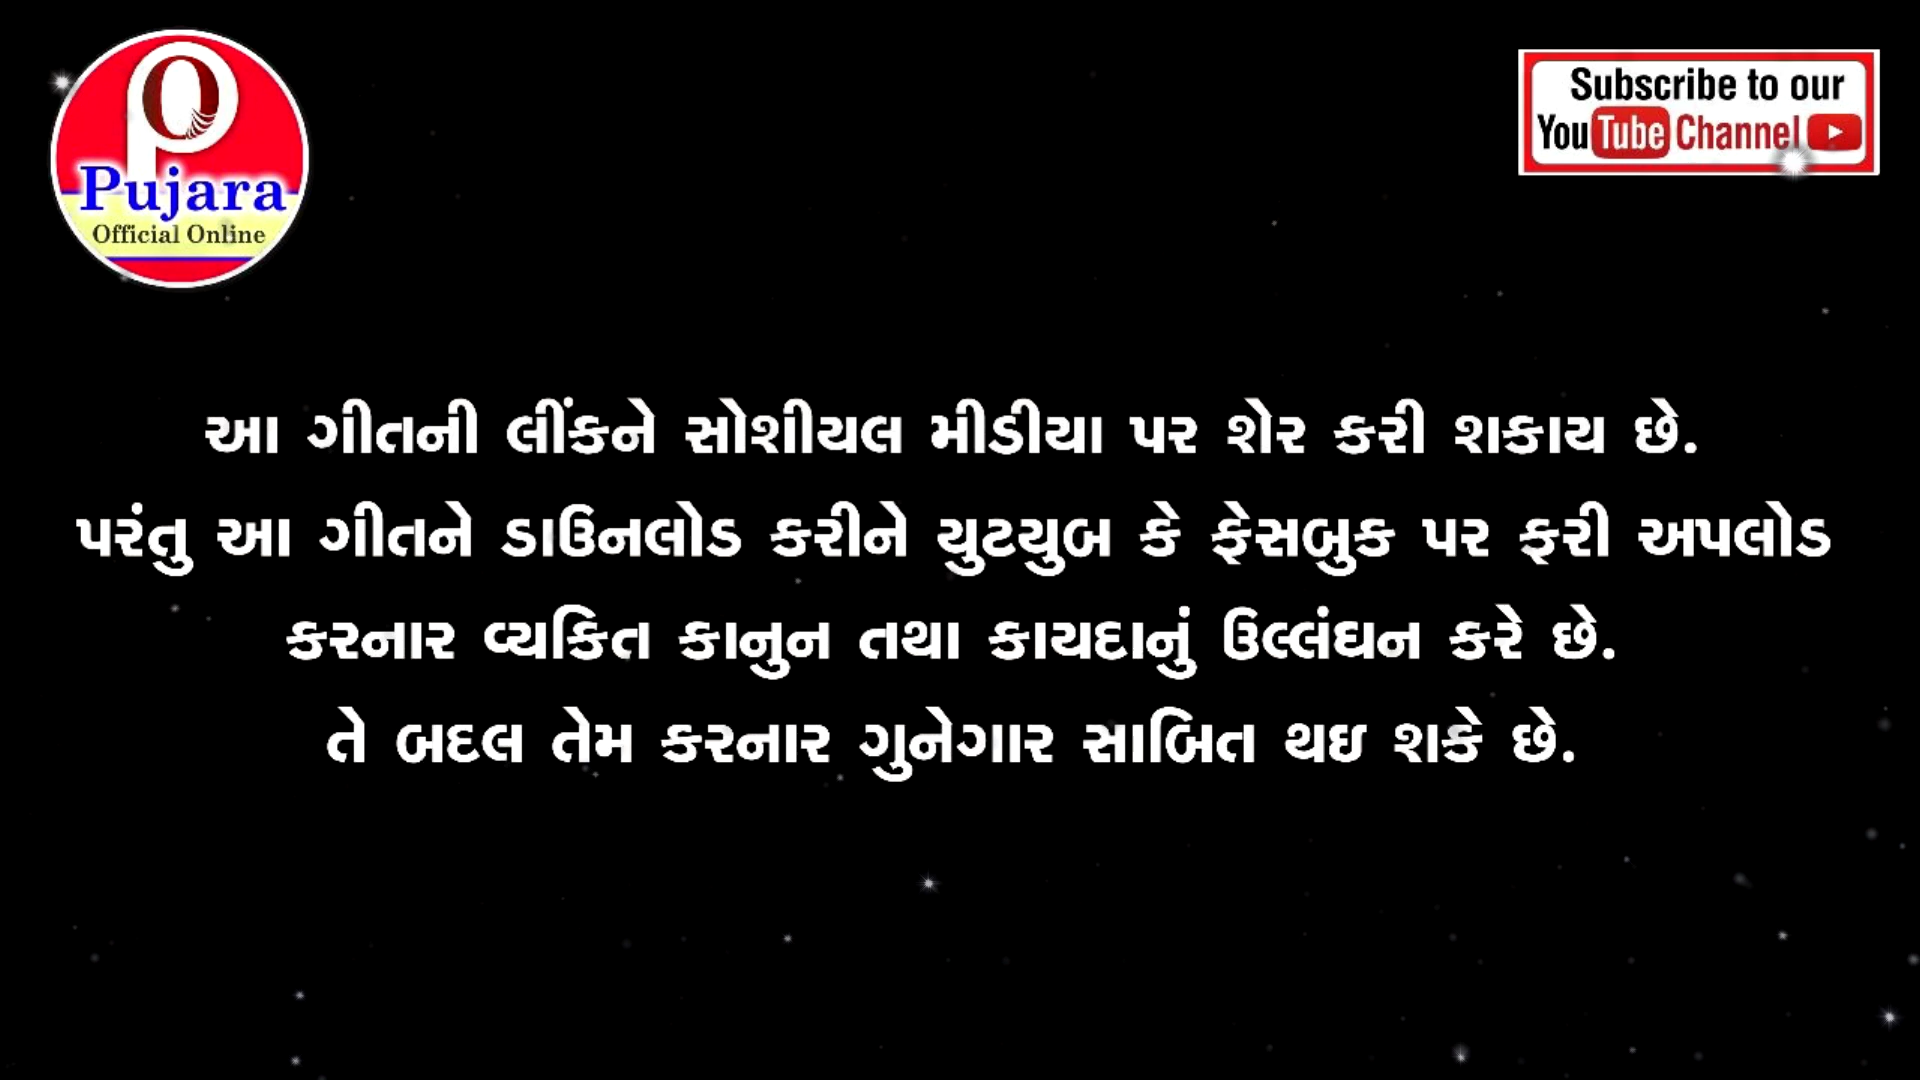 Pujara
Official Online
Subscribe to our
YouTube Channel
આ ગીતની લીંકને સોશીયલ મીડીયા પર શેર કરી શકાય છે.
પરંતુ આ ગીતને ડાઉનલોડ કરીને યુટયુબ કે ફેસબુક પર ફરી અપલોડ
કરનાર વ્યકિત કાનુન તથા કાયદાનું ઉલ્લંઘન કરે છે.
તે બદલ તેમ કરનાર ગુનેગાર સાબિત થઇ શકે છે.